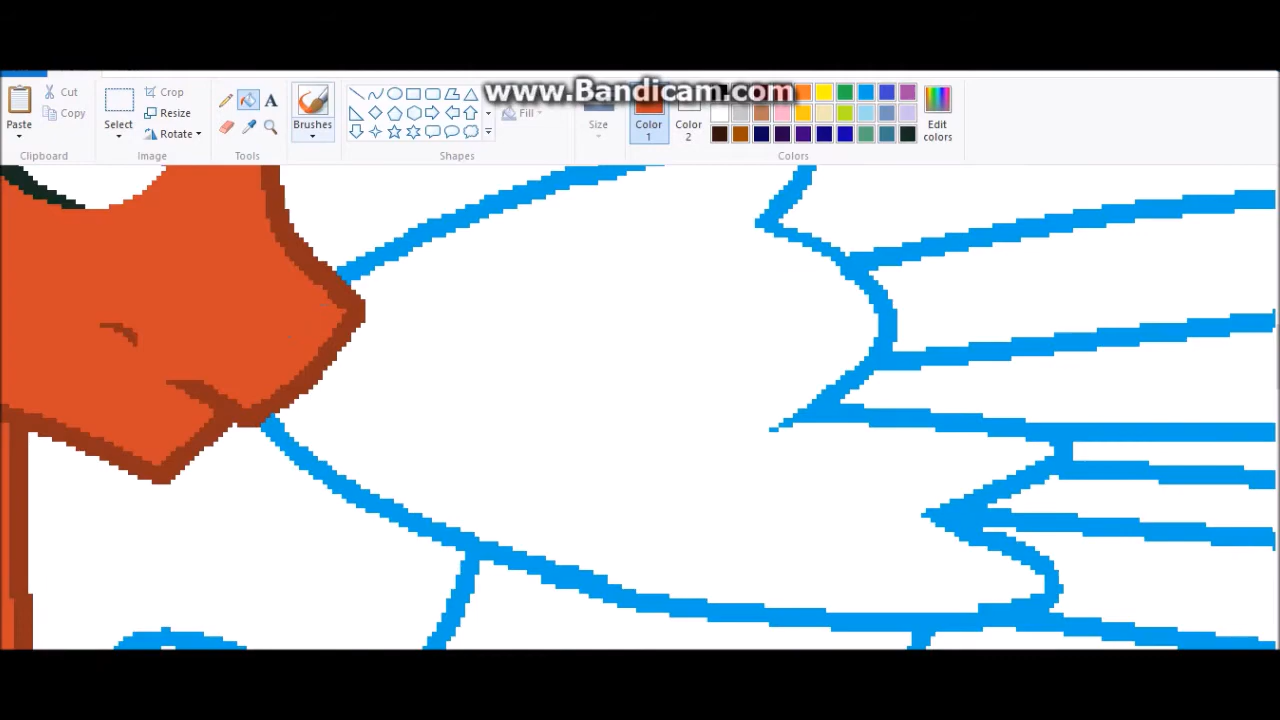 www.Bandicam.com
Cut
Crop
Copy
Resize
Paste
Select
Rotate
Brushes
Fill
Size
Color
1
Color
2
Edit
colors
Clipboard
Image
Tools
Shapes
Colors